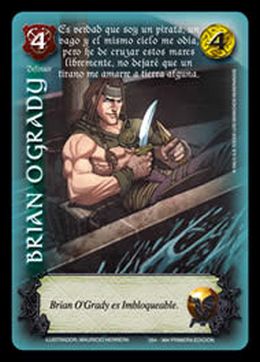 4
Es verdad que soy un pirata, un
vago y el mismo cielo me odia,
pero he de cruzar estos mares
libremente, no dejaré que un
tirano me amarre a tierra alguna.
4
Defensor
BRIAN O'GRADY
Brian O'Grady es Imbloqueable.
ILUSTRADOR: MAURICIO HERRERA
PRIMERA EDICION